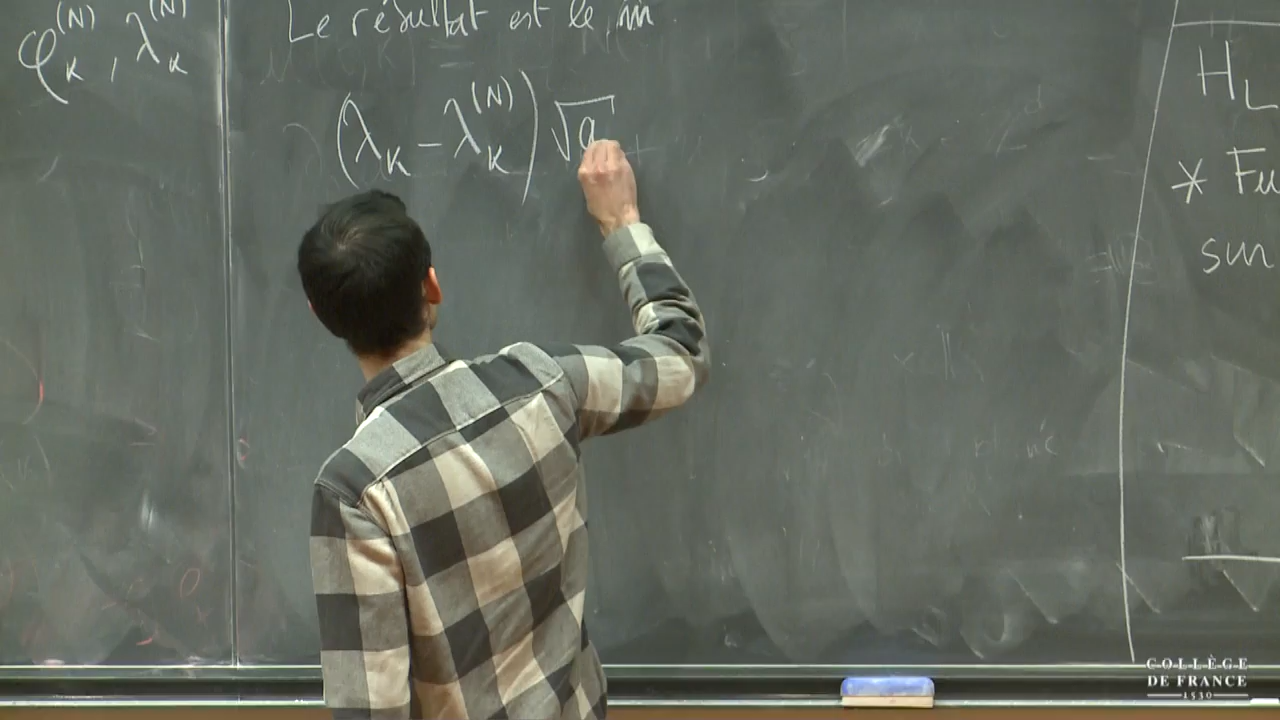 φ_K^(N), λ_K^(N)
Le résultat est le m
(λ_K - λ_K^(N)) √a
H_L
* Fu
sur
COLLÈGE
DE FRANCE
1530